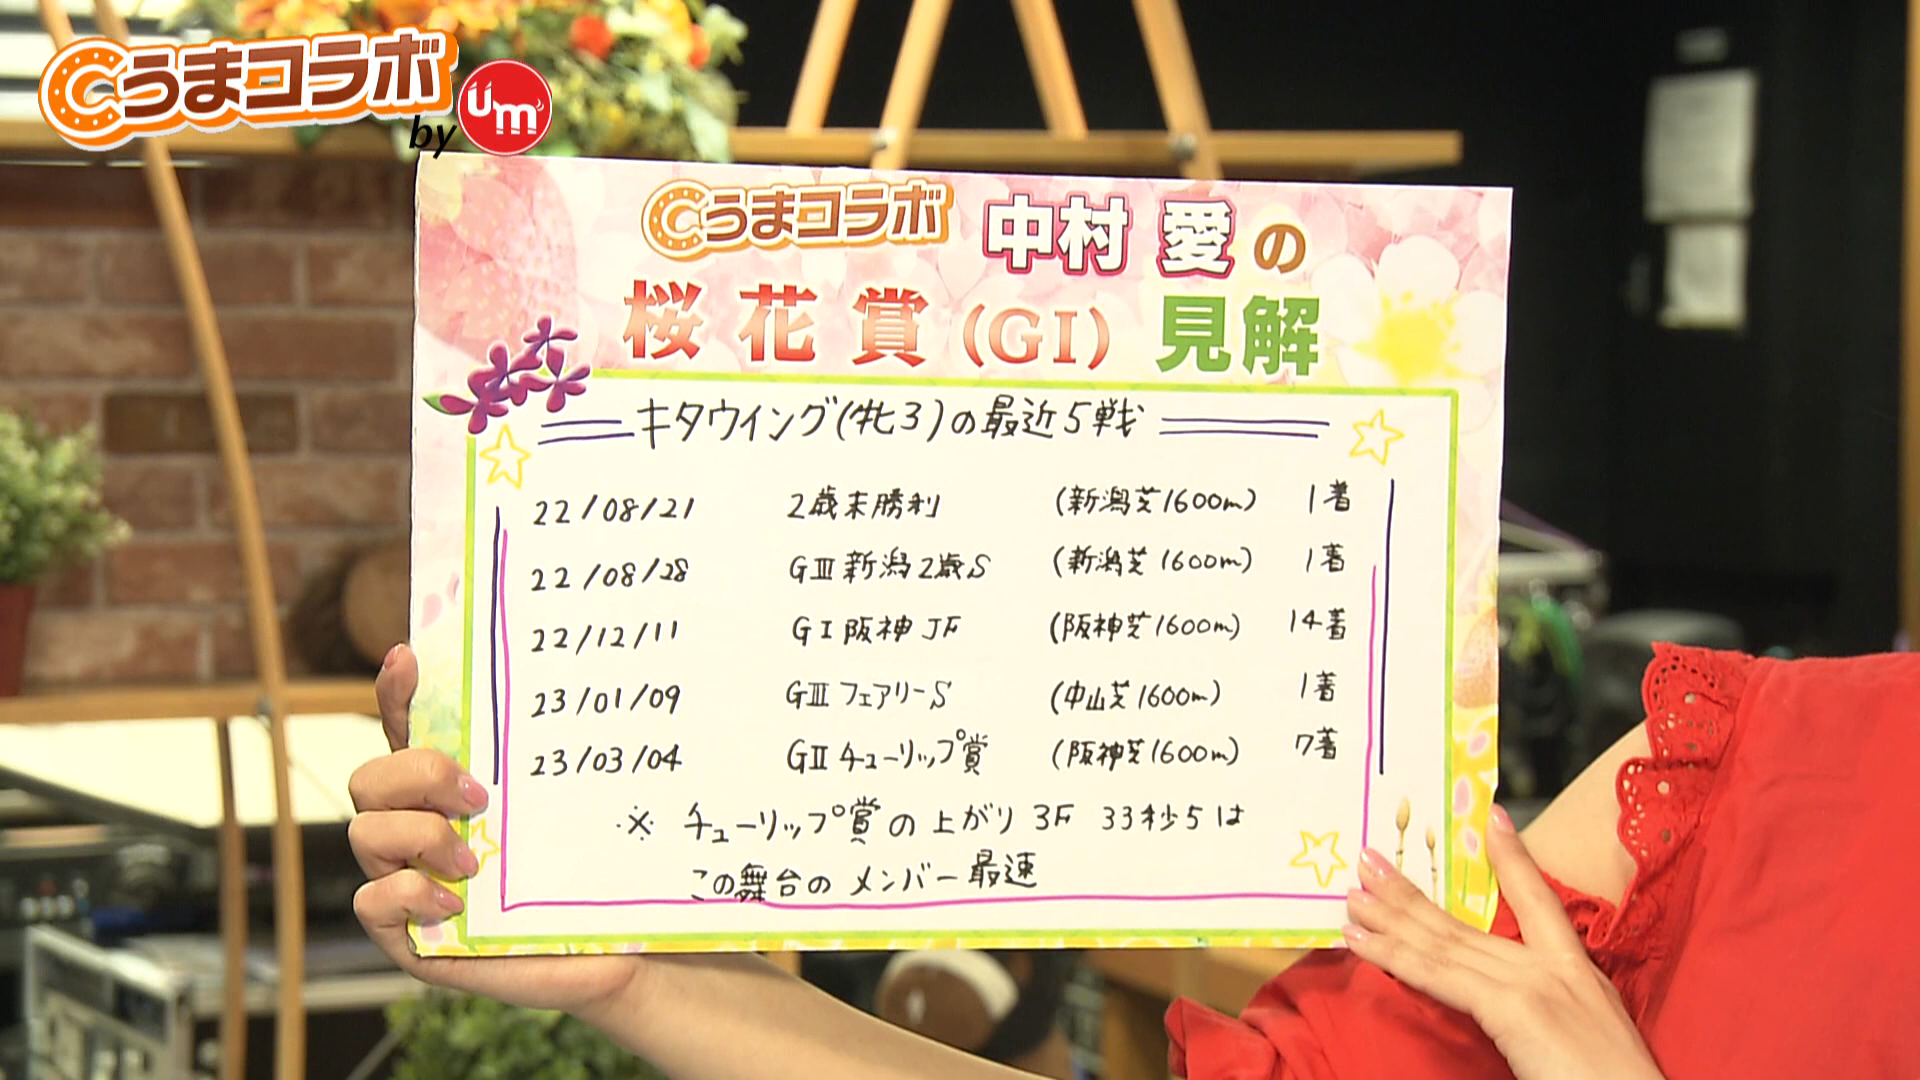 うまコラボ
by Um
うまコラボ 中村 愛の
桜花賞(GI) 見解
キタウイング(牝3)の最近5戦
22/08/21 2歳未勝利 (新潟芝1600m) 1着
22/08/28 GⅢ新潟2歳S (新潟芝1600m) 1着
22/12/11 GⅠ阪神JF (阪神芝1600m) 14着
23/01/09 GⅢフェアリーS (中山芝1600m) 1着
23/03/04 GⅡチューリップ賞 (阪神芝1600m) 7着
※ チューリップ賞の上がり 3F 33秒5は
この舞台のメンバー最速